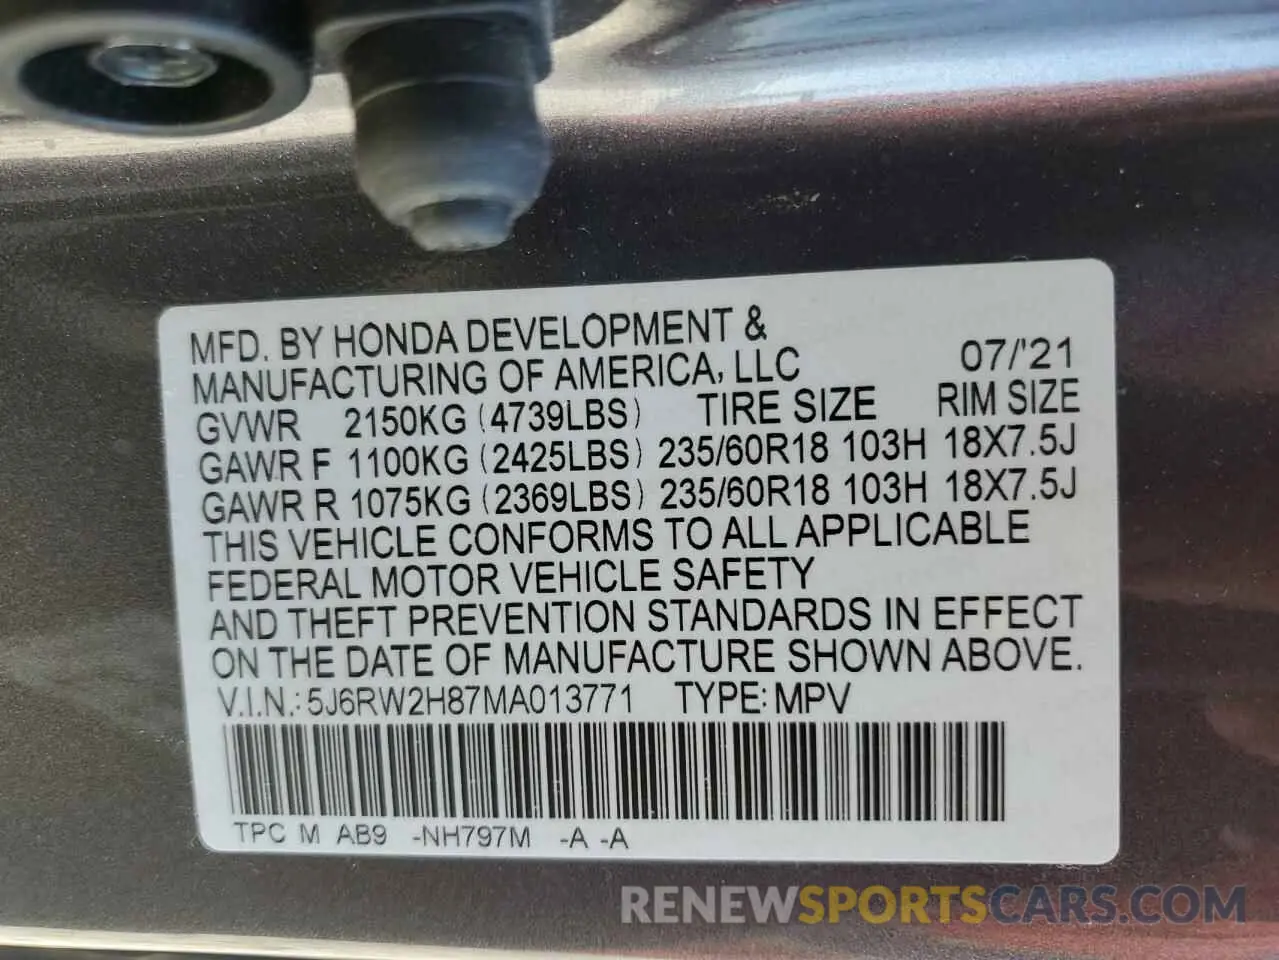 MFD. BY HONDA DEVELOPMENT &
MANUFACTURING OF AMERICA, LLC 07/'21
GVWR 2150KG (4739LBS) TIRE SIZE RIM SIZE
GAWR F 1100KG (2425LBS) 235/60R18 103H 18X7.5J
GAWR R 1075KG (2369LBS) 235/60R18 103H 18X7.5J
THIS VEHICLE CONFORMS TO ALL APPLICABLE
FEDERAL MOTOR VEHICLE SAFETY
AND THEFT PREVENTION STANDARDS IN EFFECT
ON THE DATE OF MANUFACTURE SHOWN ABOVE.
V.I.N.: 5J6RW2H87MA013771 TYPE: MPV
TPC M AB9 -NH797M -A -A
RENEWSPORTSCARS.COM